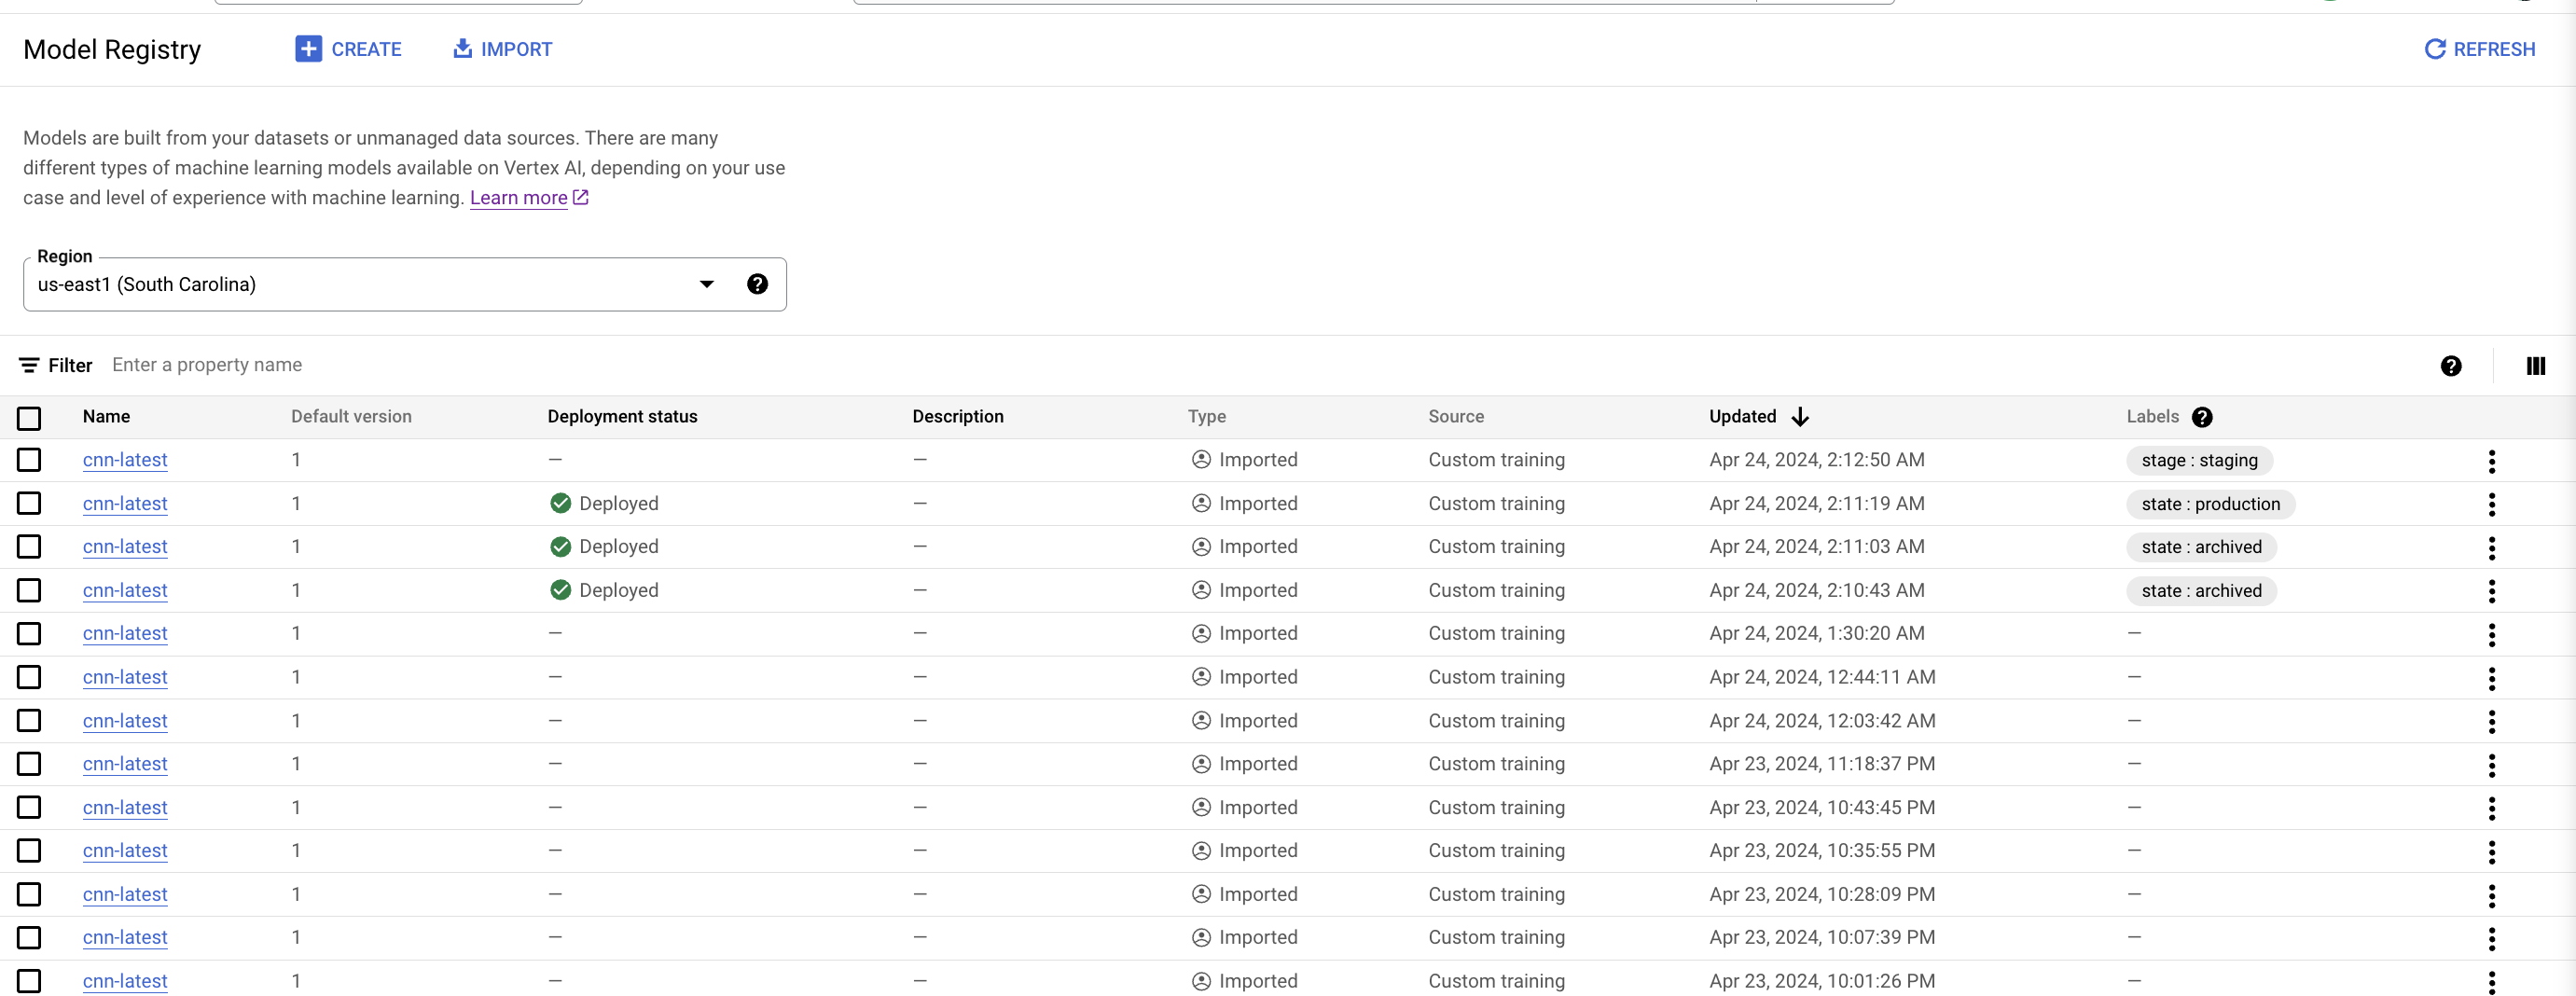 Model Registry CREATE IMPORT REFRESH
Models are built from your datasets or unmanaged data sources. There are many
different types of machine learning models available on Vertex AI, depending on your use
case and level of experience with machine learning. Learn more
Region
us-east1 (South Carolina)
Filter Enter a property name
Name Default version Deployment status Description Type Source Updated Labels
cnn-latest 1 — — Imported Custom training Apr 24, 2024, 2:12:50 AM stage : staging
cnn-latest 1 Deployed — Imported Custom training Apr 24, 2024, 2:11:19 AM state : production
cnn-latest 1 Deployed — Imported Custom training Apr 24, 2024, 2:11:03 AM state : archived
cnn-latest 1 Deployed — Imported Custom training Apr 24, 2024, 2:10:43 AM state : archived
cnn-latest 1 — — Imported Custom training Apr 24, 2024, 1:30:20 AM —
cnn-latest 1 — — Imported Custom training Apr 24, 2024, 12:44:11 AM —
cnn-latest 1 — — Imported Custom training Apr 24, 2024, 12:03:42 AM —
cnn-latest 1 — — Imported Custom training Apr 23, 2024, 11:18:37 PM —
cnn-latest 1 — — Imported Custom training Apr 23, 2024, 10:43:45 PM —
cnn-latest 1 — — Imported Custom training Apr 23, 2024, 10:35:55 PM —
cnn-latest 1 — — Imported Custom training Apr 23, 2024, 10:28:09 PM —
cnn-latest 1 — — Imported Custom training Apr 23, 2024, 10:07:39 PM —
cnn-latest 1 — — Imported Custom training Apr 23, 2024, 10:01:26 PM —